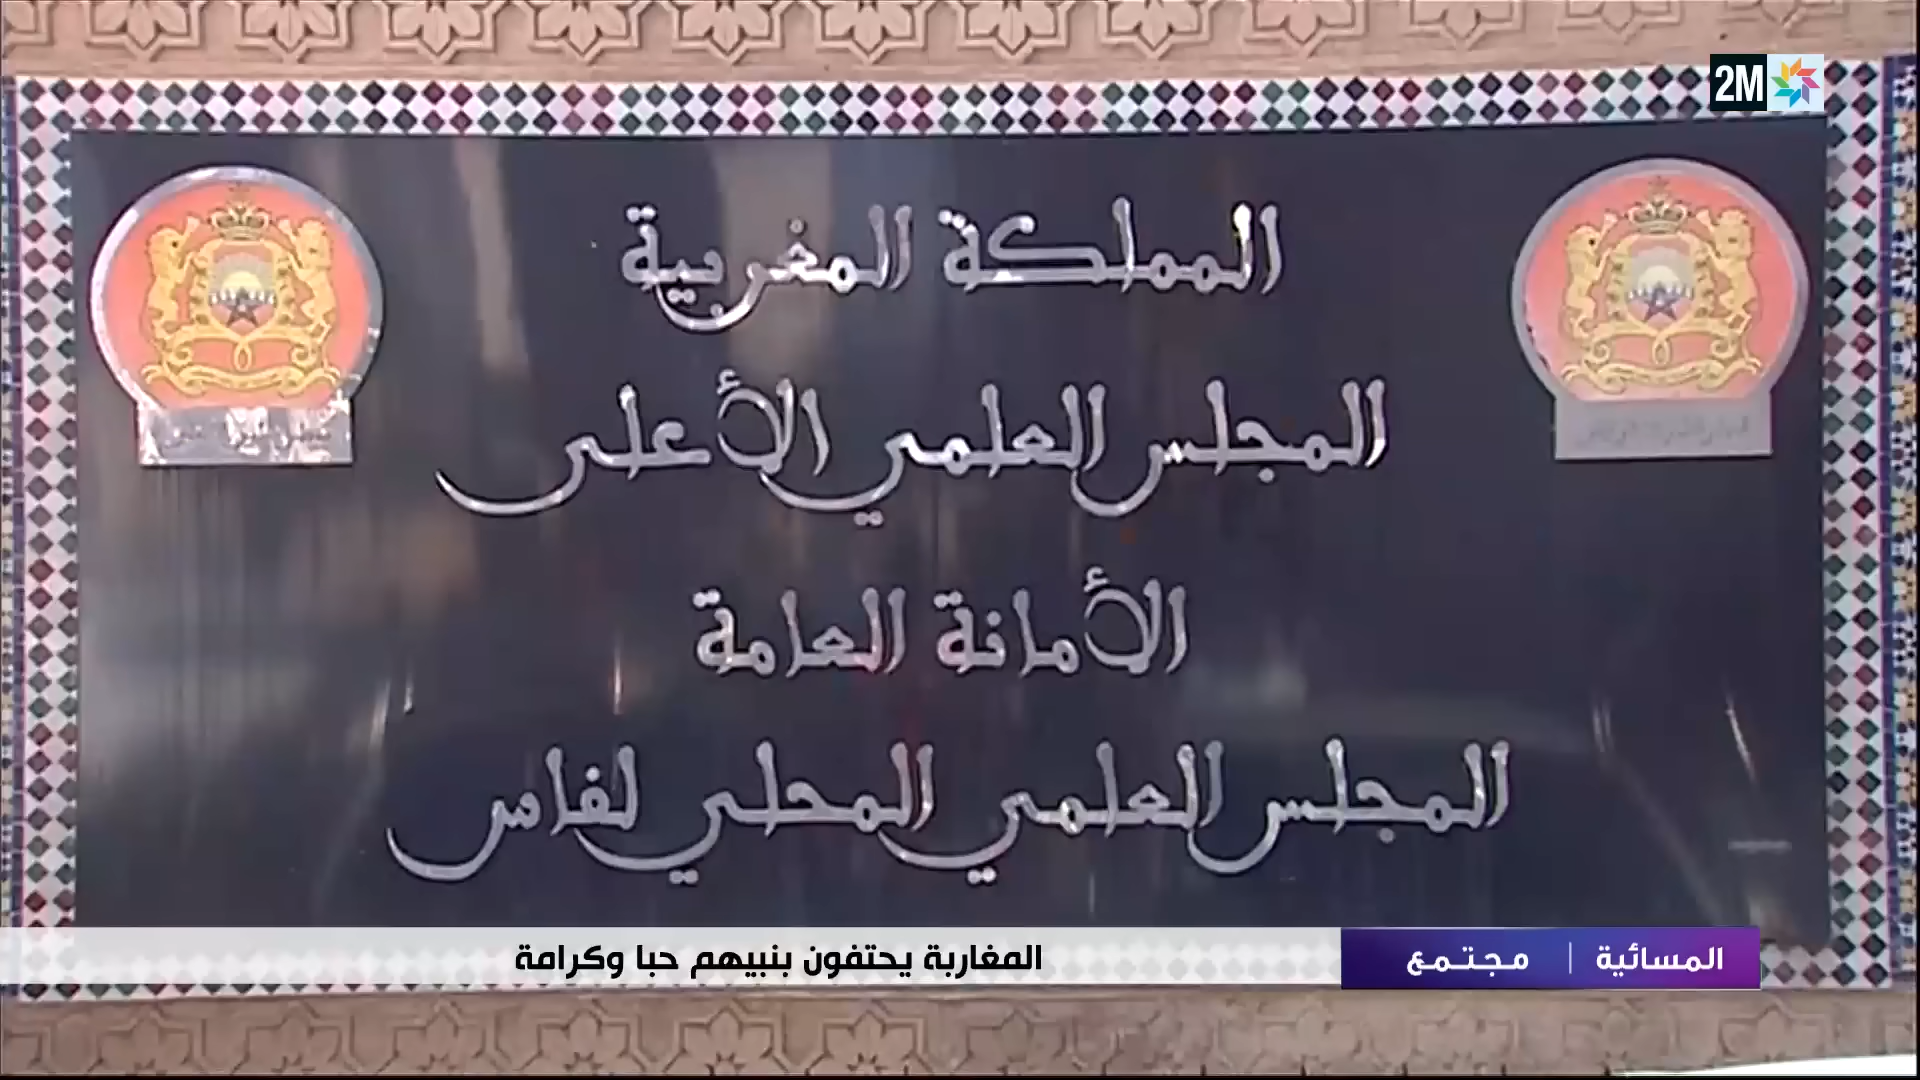 2M
المملكة المغربية
المجلس العلمي الأعلى
الأمانة العامة
المجلس العلمي المحلي لفاس
المسائية | مجتمع
المغاربة يحتفون بنبيهم حبا وكرامة